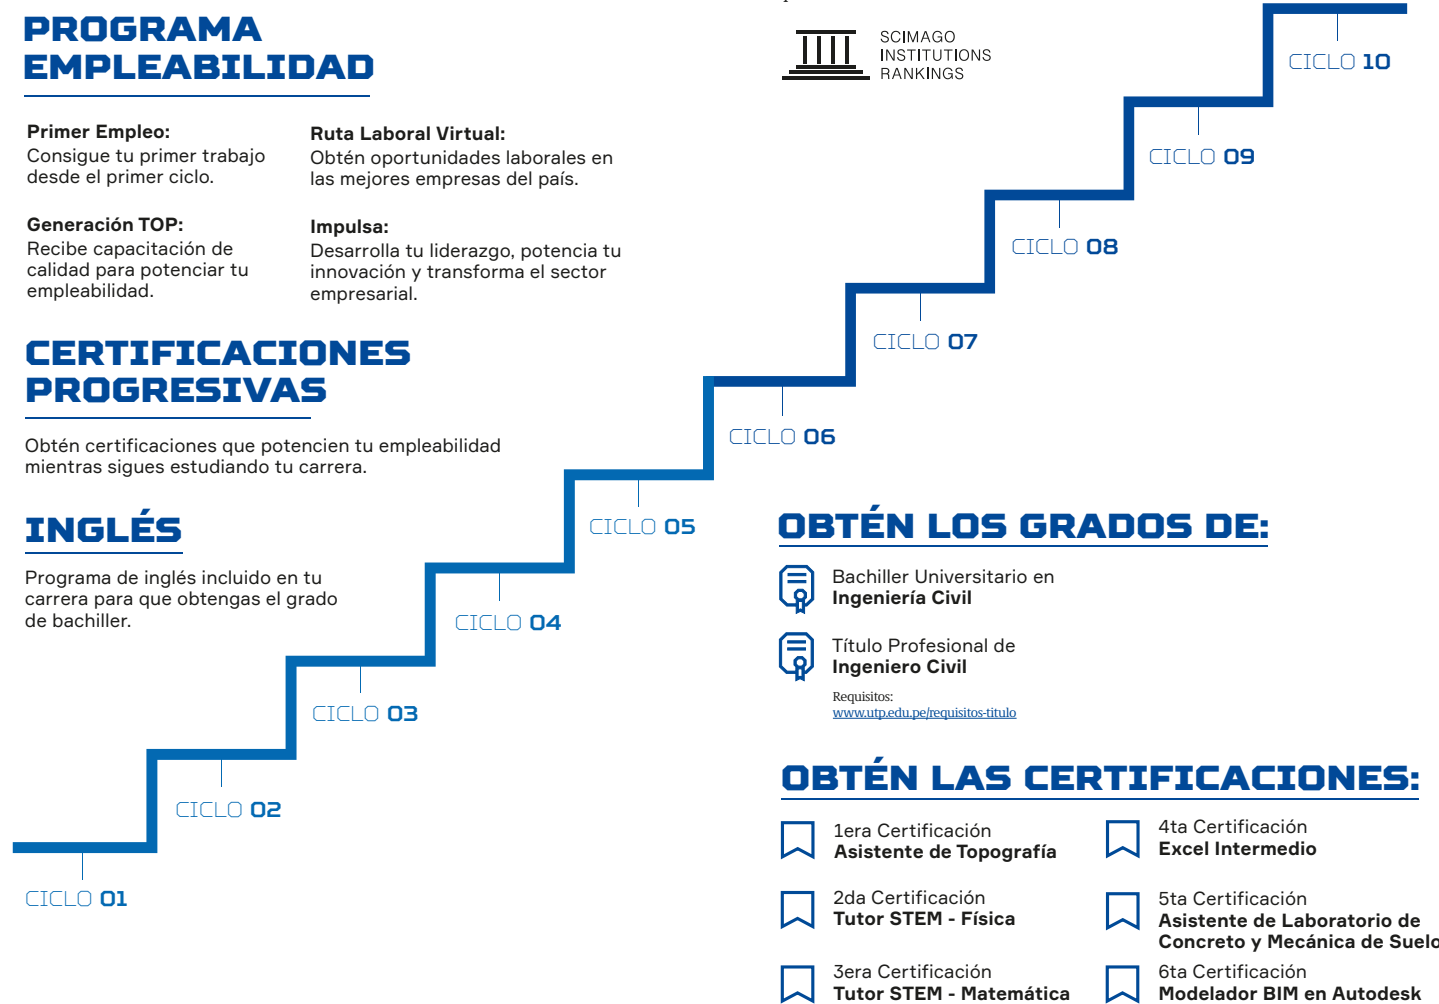 PROGRAMA
EMPLEABILIDAD
Primer Empleo:
Consigue tu primer trabajo
desde el primer ciclo.
Ruta Laboral Virtual:
Obtén oportunidades laborales en
las mejores empresas del país.
Generación TOP:
Recibe capacitación de
calidad para potenciar tu
empleabilidad.
Impulsa:
Desarrolla tu liderazgo, potencia tu
innovación y transforma el sector
empresarial.
CERTIFICACIONES
PROGRESIVAS
Obtén certificaciones que potencien tu empleabilidad
mientras sigues estudiando tu carrera.
INGLÉS
Programa de inglés incluido en tu
carrera para que obtengas el grado
de bachiller.
SCIMAGO
INSTITUTIONS
RANKINGS
CICLO 10
CICLO 09
CICLO 08
CICLO 07
CICLO 06
CICLO 05
CICLO 04
CICLO 03
CICLO 02
CICLO 01
OBTÉN LOS GRADOS DE:
Bachiller Universitario en
Ingeniería Civil
Título Profesional de
Ingeniero Civil
Requisitos:
www.utp.edu.pe/requisitos-titulo
OBTÉN LAS CERTIFICACIONES:
1era Certificación
Asistente de Topografía
2da Certificación
Tutor STEM - Física
3era Certificación
Tutor STEM - Matemática
4ta Certificación
Excel Intermedio
5ta Certificación
Asistente de Laboratorio de
Concreto y Mecánica de Suelo
6ta Certificación
Modelador BIM en Autodesk